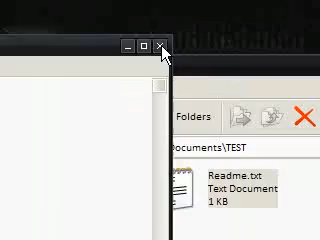 Folders
Documents\TEST
Readme.txt
Text Document
1 KB